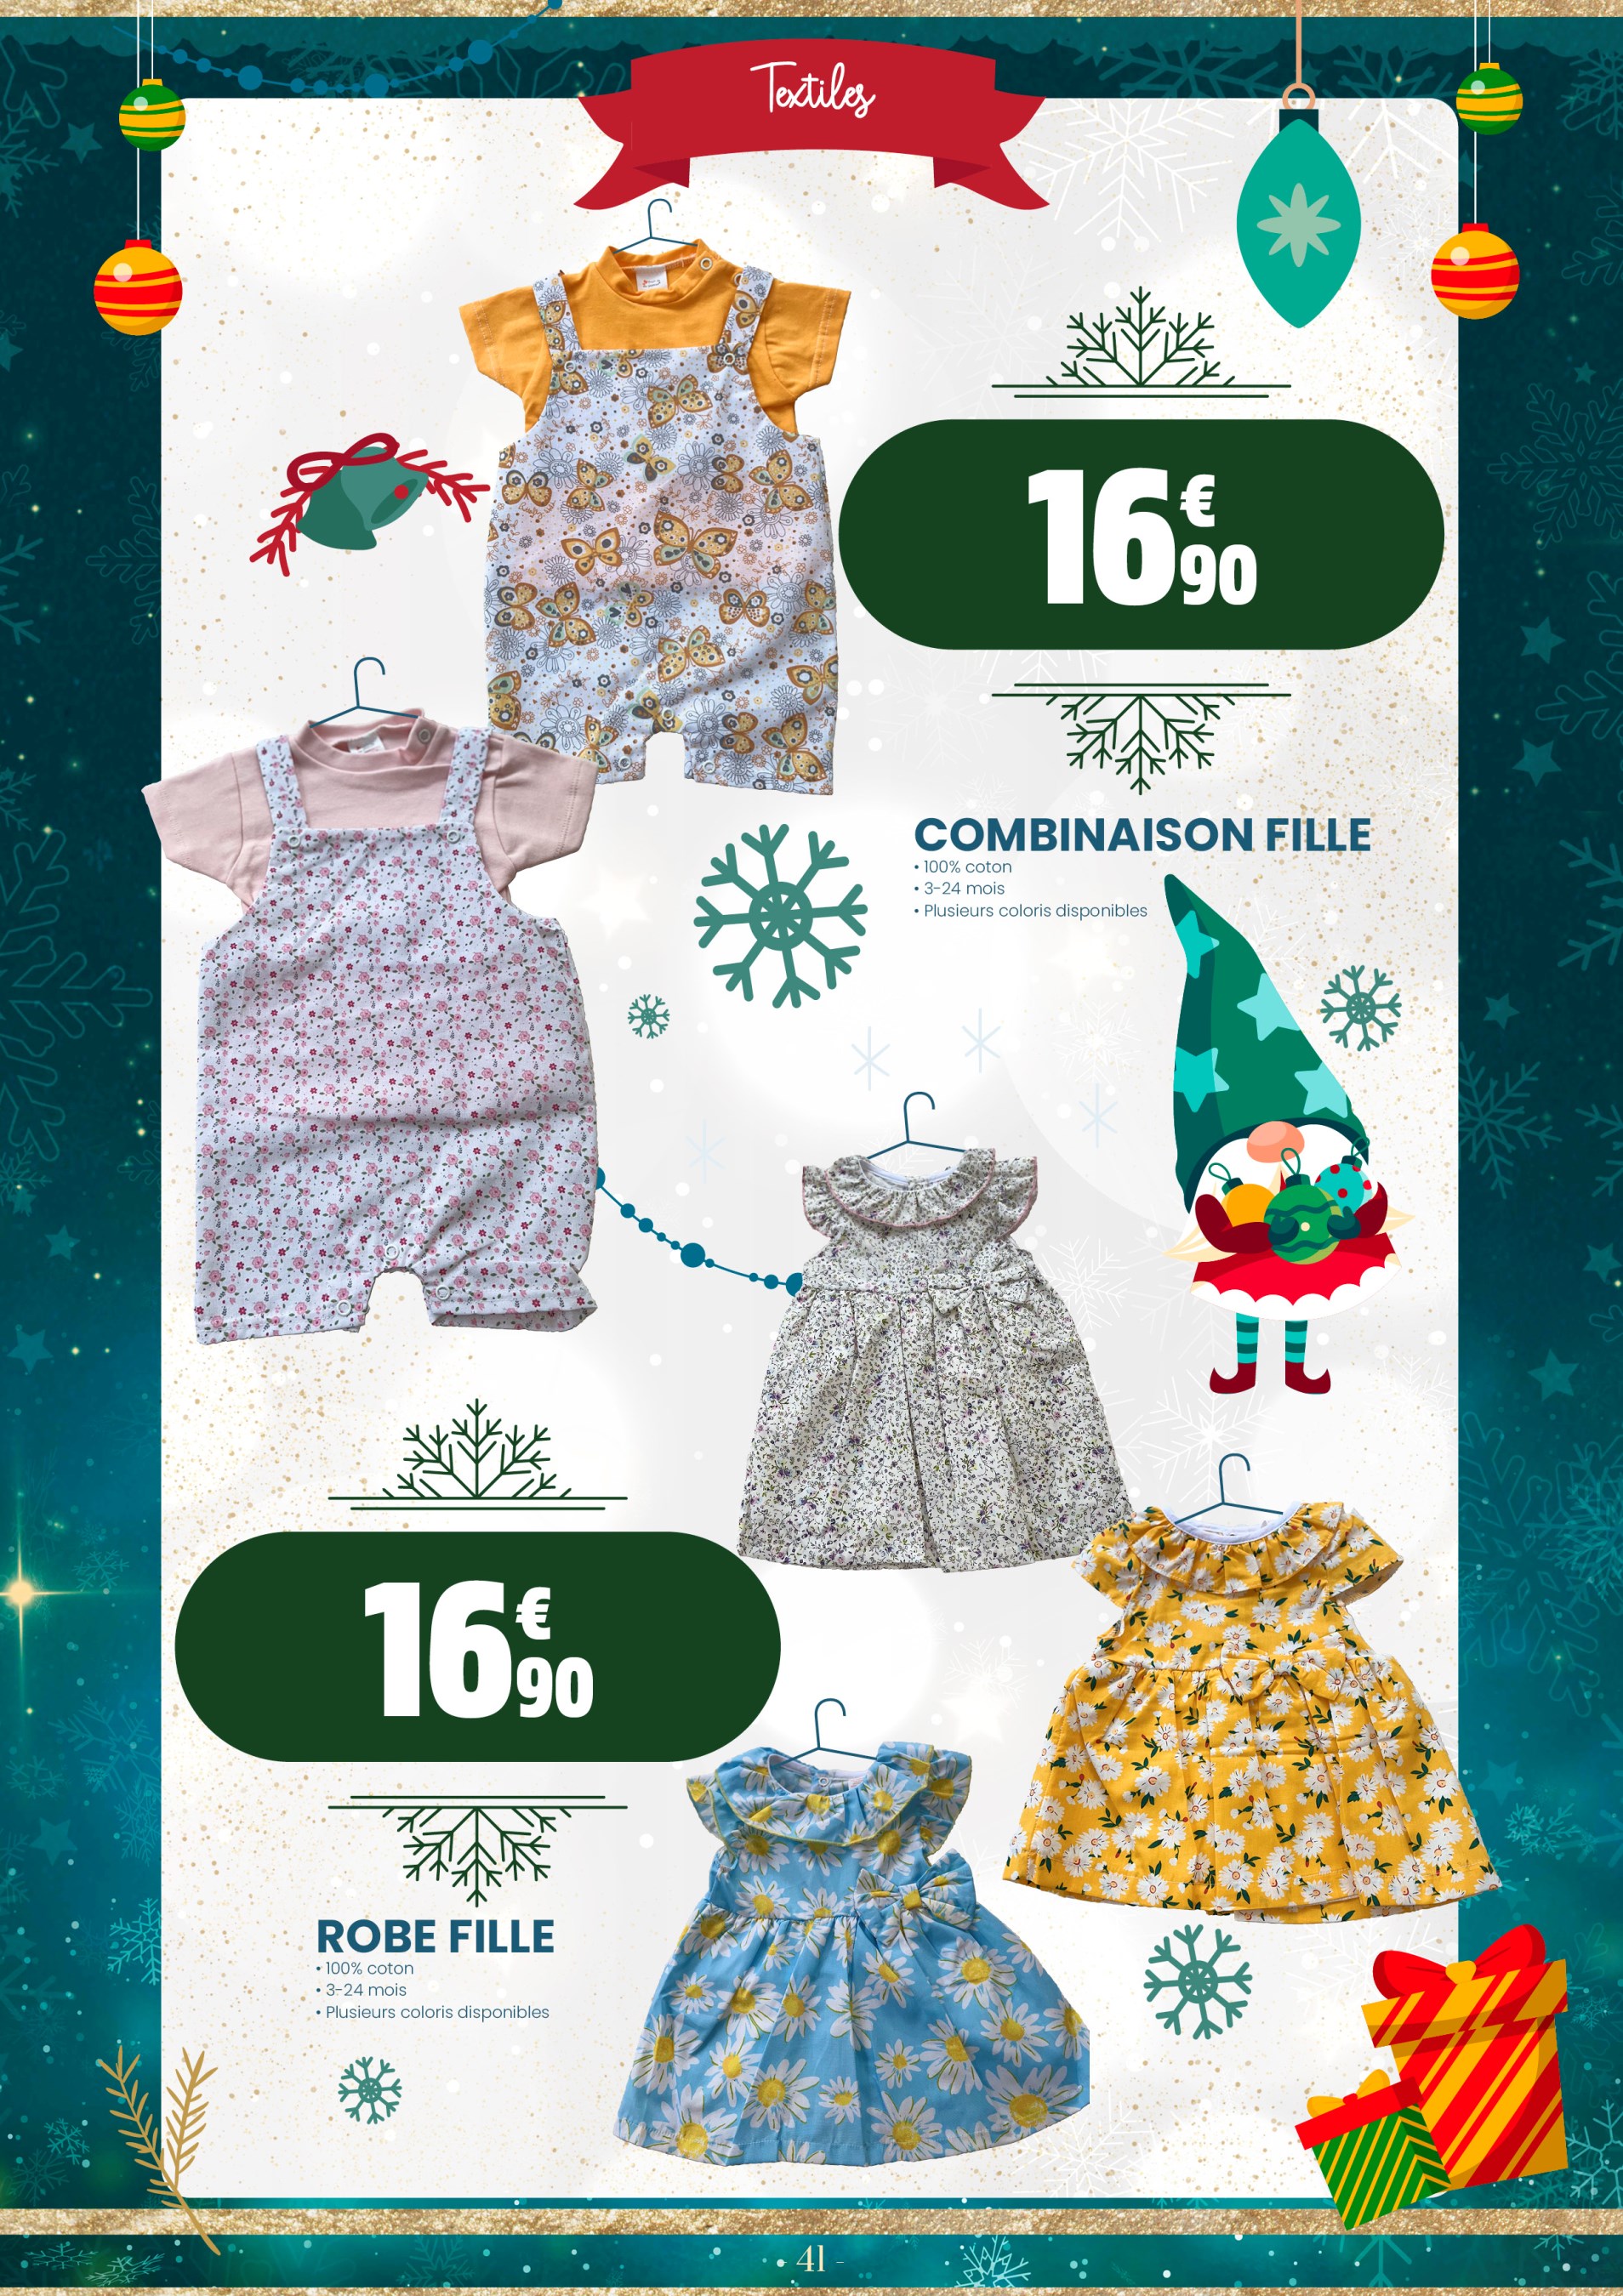 Textiles
16€90
COMBINAISON FILLE
• 100% coton
• 3-24 mois
• Plusieurs coloris disponibles
16€90
ROBE FILLE
• 100% coton
• 3-24 mois
• Plusieurs coloris disponibles
- 41 -